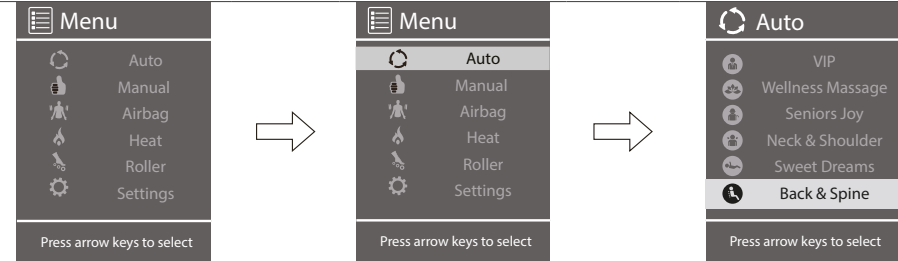 Menu
Auto
Manual
Airbag
Heat
Roller
Settings
Press arrow keys to select
Menu
Auto
Manual
Airbag
Heat
Roller
Settings
Press arrow keys to select
Auto
VIP
Wellness Massage
Seniors Joy
Neck & Shoulder
Sweet Dreams
Back & Spine
Press arrow keys to select